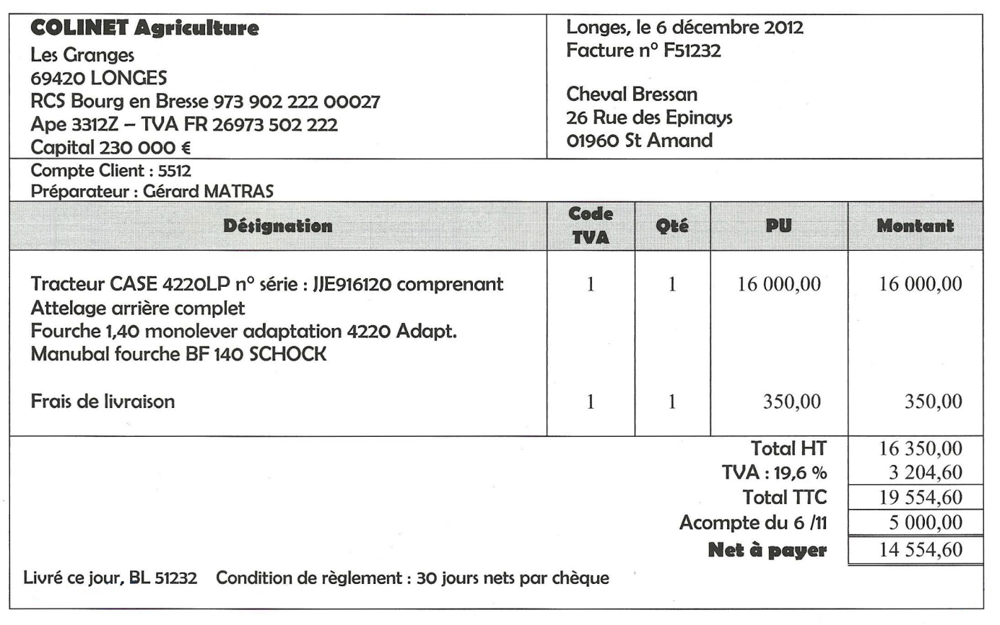 COLINET Agriculture
Les Granges
69420 LONGES
RCS Bourg en Bresse 973 902 222 00027
Ape 3312Z – TVA FR 26973 502 222
Capital 230 000 €
Longes, le 6 décembre 2012
Facture n° F51232
Cheval Bressan
26 Rue des Epinays
01960 St Amand
Compte Client : 5512
Préparateur : Gérard MATRAS
Désignation Code TVA Qté PU Montant
Tracteur CASE 4220LP n° série : JJE916120 comprenant 1 1 16 000,00 16 000,00
Attelage arrière complet
Fourche 1,40 monolever adaptation 4220 Adapt.
Manubal fourche BF 140 SCHOCK
Frais de livraison 1 1 350,00 350,00
Total HT 16 350,00
TVA : 19,6 % 3 204,60
Total TTC 19 554,60
Acompte du 6 /11 5 000,00
Net à payer 14 554,60
Livré ce jour, BL 51232 Condition de règlement : 30 jours nets par chèque